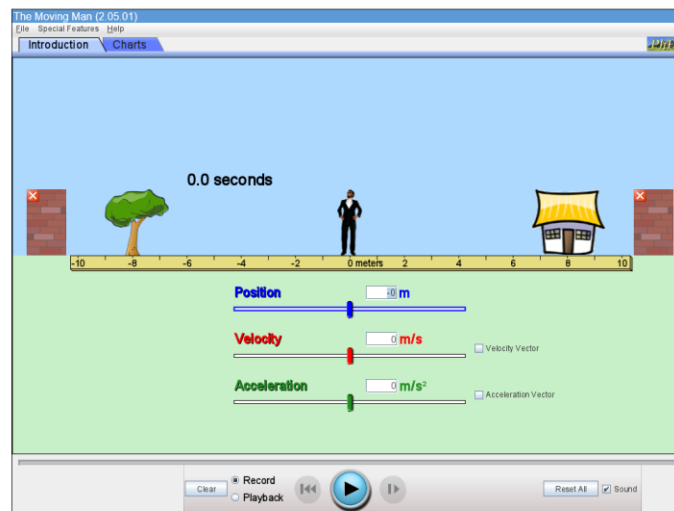 The Moving Man (2.05.01)
File Special Features Help
Introduction Charts
PhET
0.0 seconds
-10 -8 -6 -4 -2 0 meters 2 4 6 8 10
Position -0 m
Velocity 0 m/s
Velocity Vector
Acceleration 0 m/s²
Acceleration Vector
Clear
Record
Playback
Reset All Sound